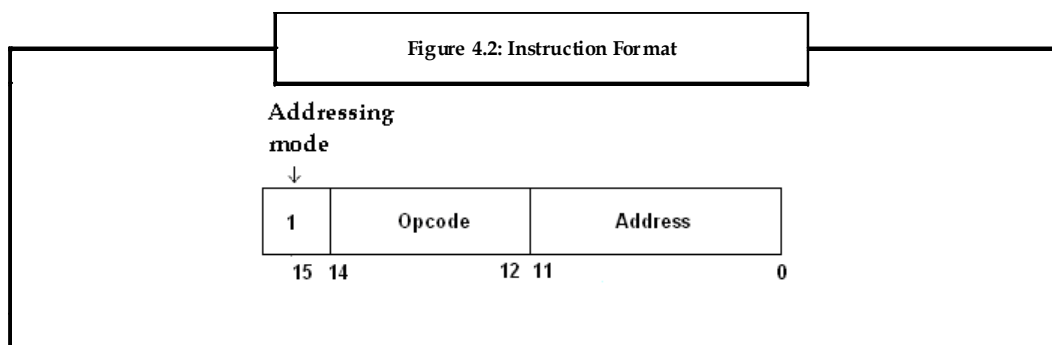 Figure 4.2: Instruction Format
Addressing
mode
↓
1 Opcode Address
15 14 12 11 0